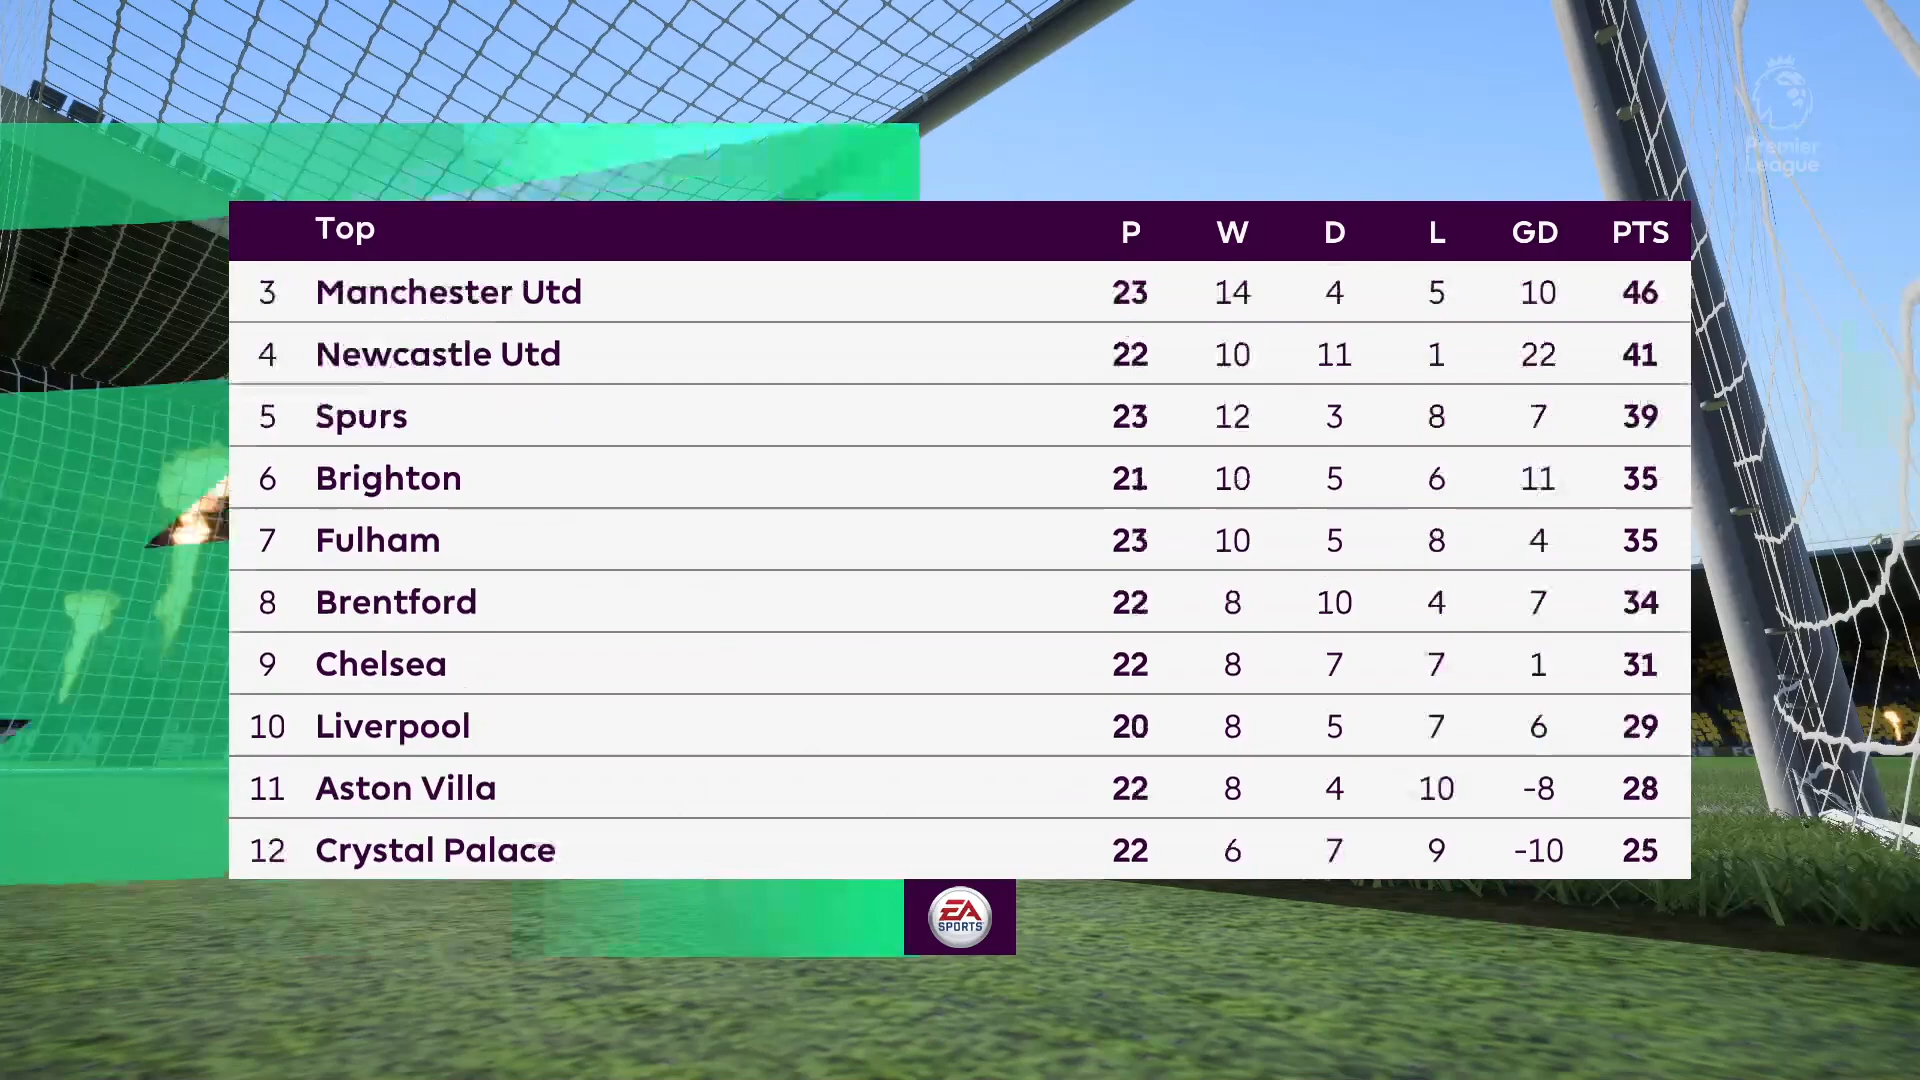 Premier
League
Top P W D L GD PTS
3 Manchester Utd 23 14 4 5 10 46
4 Newcastle Utd 22 10 11 1 22 41
5 Spurs 23 12 3 8 7 39
6 Brighton 21 10 5 6 11 35
7 Fulham 23 10 5 8 4 35
8 Brentford 22 8 10 4 7 34
9 Chelsea 22 8 7 7 1 31
10 Liverpool 20 8 5 7 6 29
11 Aston Villa 22 8 4 10 -8 28
12 Crystal Palace 22 6 7 9 -10 25
EA
SPORTS